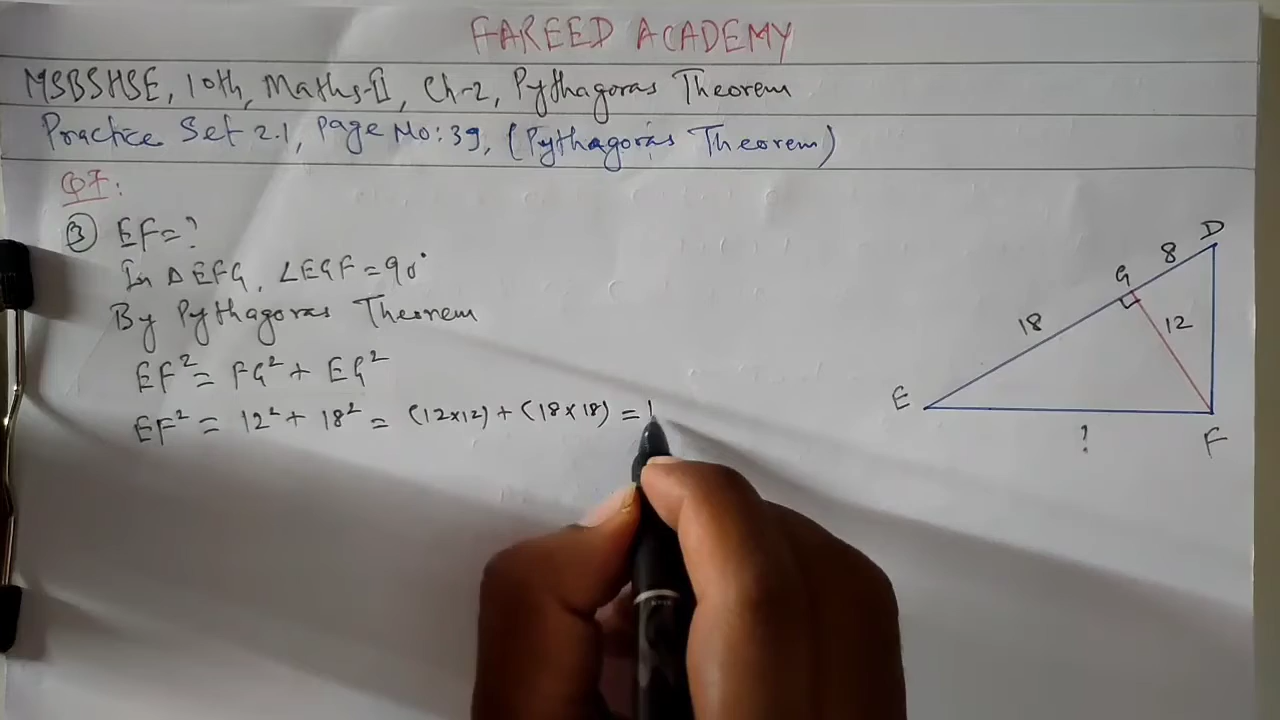 FAREED ACADEMY
MSBSHSE, 10th, Maths-II, Ch-2, Pythagoras Theorem
Practice Set 2.1, Page No: 39, (Pythagoras Theorem)
Q7:
③ EF = ?
In △ EFG, ∠EGF = 90°
By Pythagoras Theorem
EF² = FG² + EG²
EF² = 12² + 18² = (12×12) + (18×18) = 1
D
8
G
18
12
E
?
F